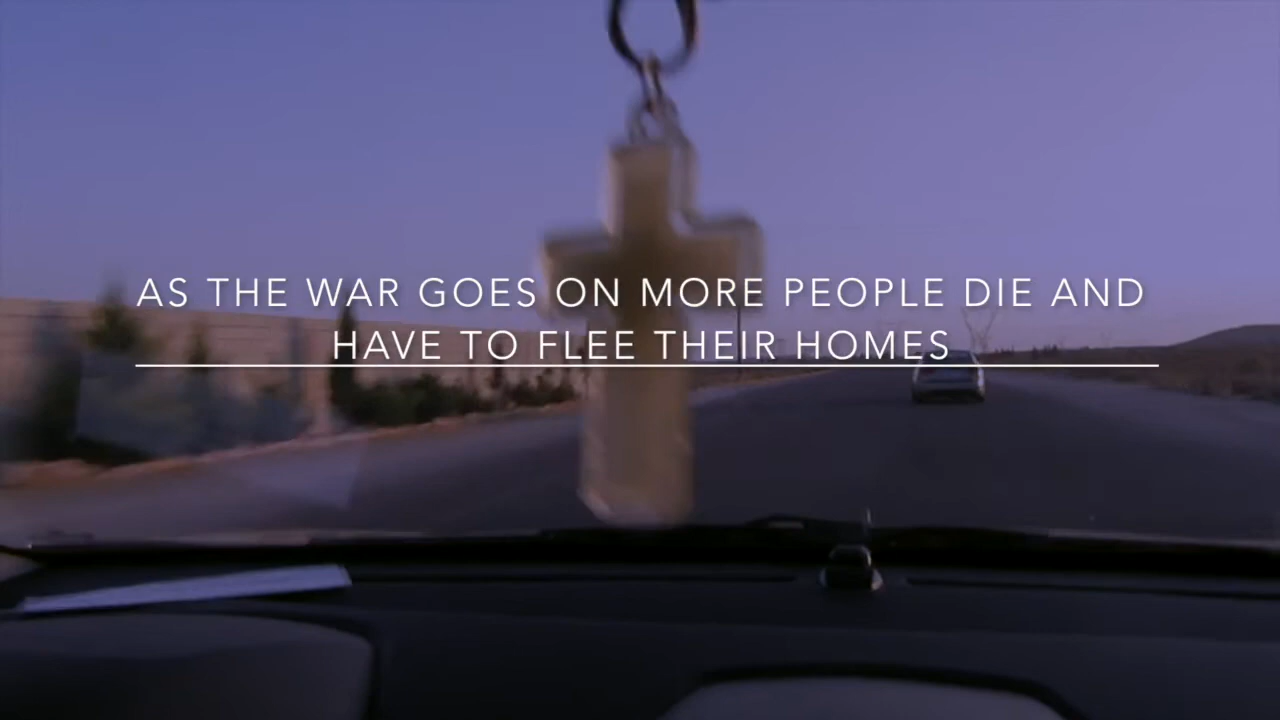 AS THE WAR GOES ON MORE PEOPLE DIE AND
HAVE TO FLEE THEIR HOMES